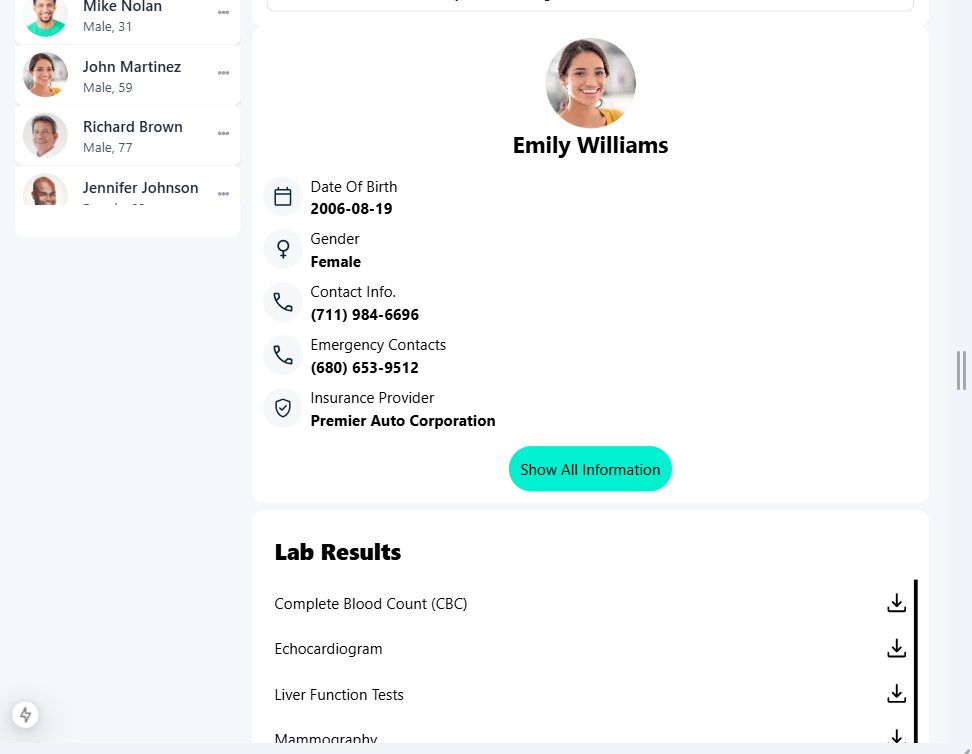 Mike Nolan
Male, 31
John Martinez
Male, 59
Richard Brown
Male, 77
Jennifer Johnson
Emily Williams
Date Of Birth
2006-08-19
Gender
Female
Contact Info.
(711) 984-6696
Emergency Contacts
(680) 653-9512
Insurance Provider
Premier Auto Corporation
Show All Information
Lab Results
Complete Blood Count (CBC)
Echocardiogram
Liver Function Tests
Mammography